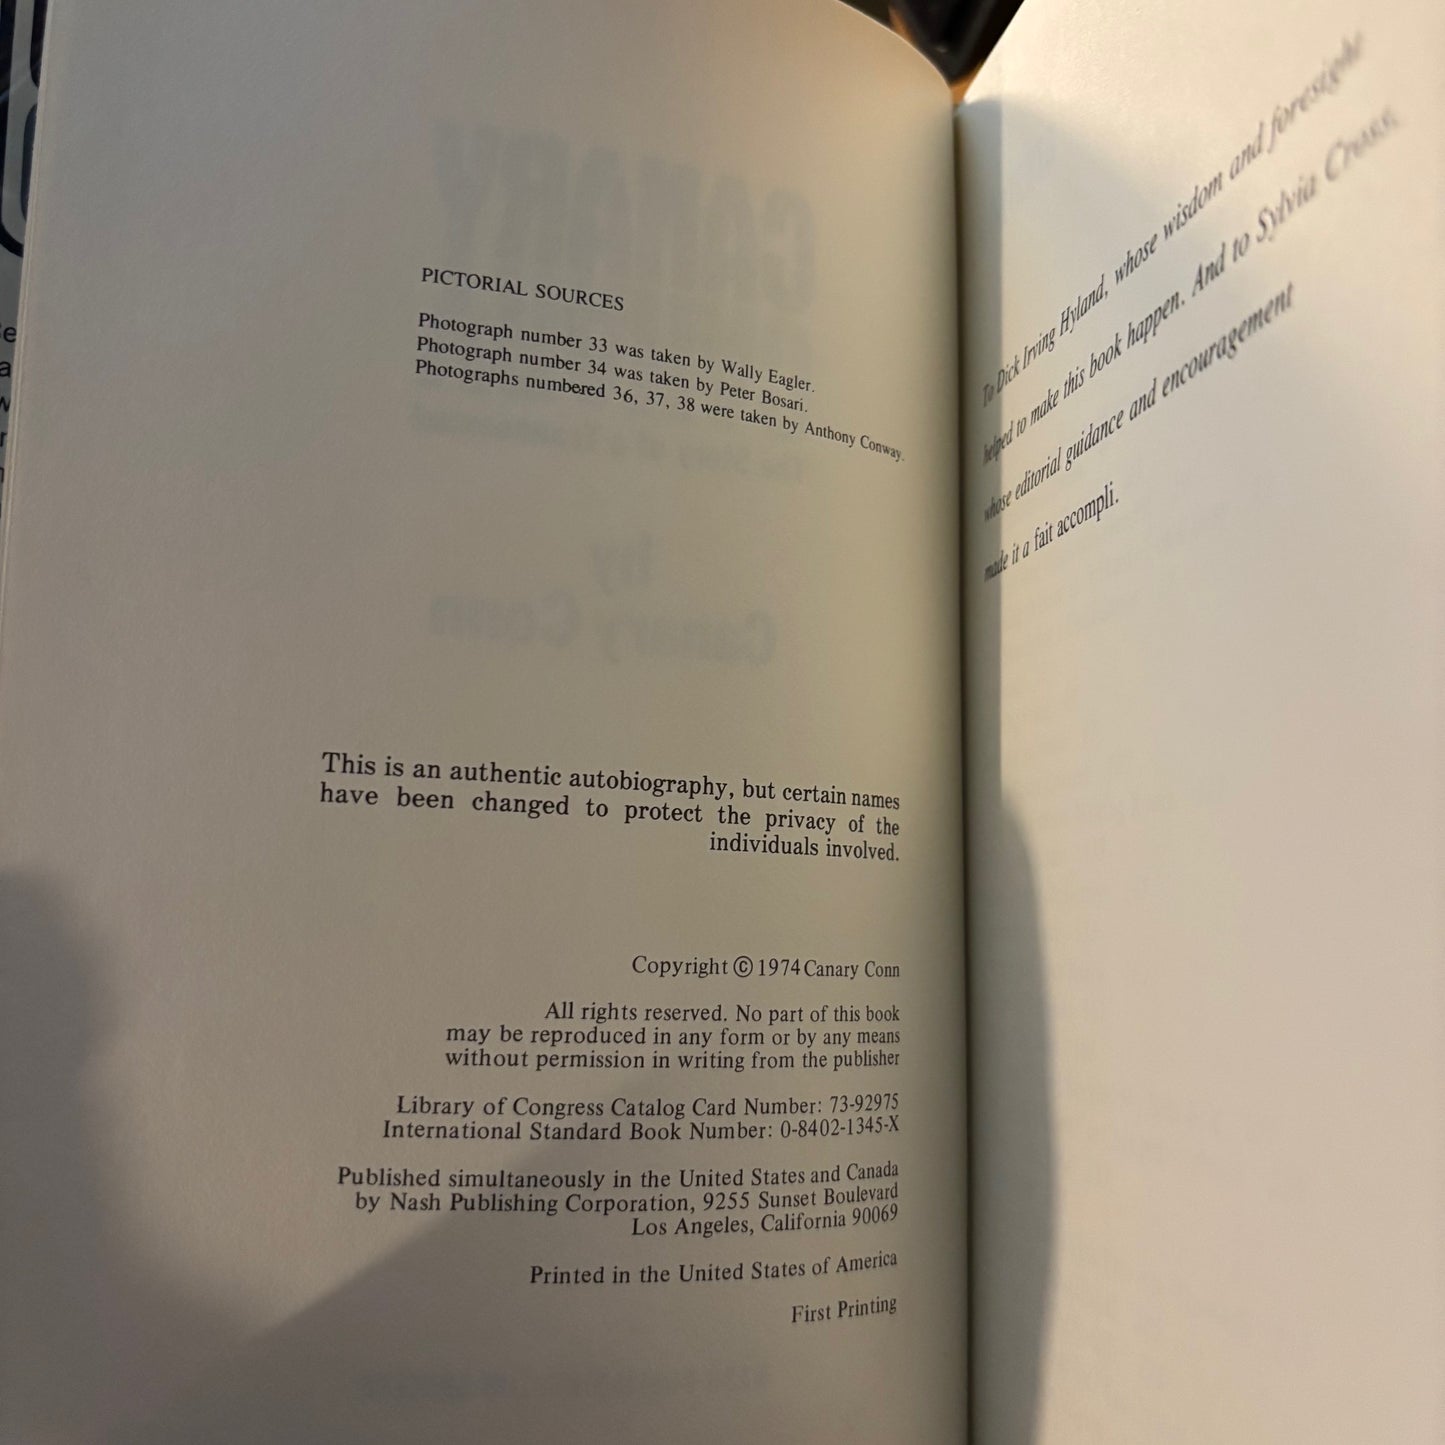 PICTORIAL SOURCES
Photograph number 33 was taken by Wally Eagler.
Photograph number 34 was taken by Peter Bosari.
Photographs numbered 36, 37, 38 were taken by Anthony Conway.
This is an authentic autobiography, but certain names
have been changed to protect the privacy of the
individuals involved.
Copyright © 1974 Canary Conn
All rights reserved. No part of this book
may be reproduced in any form or by any means
without permission in writing from the publisher
Library of Congress Catalog Card Number: 73-92975
International Standard Book Number: 0-8402-1345-X
Published simultaneously in the United States and Canada
by Nash Publishing Corporation, 9255 Sunset Boulevard
Los Angeles, California 90069
Printed in the United States of America
First Printing
To Dick Irving Hyland, whose wisdom and foresight
helped to make this book happen. And to Sylvia Cross,
whose editorial guidance and encouragement
made it a fait accompli.